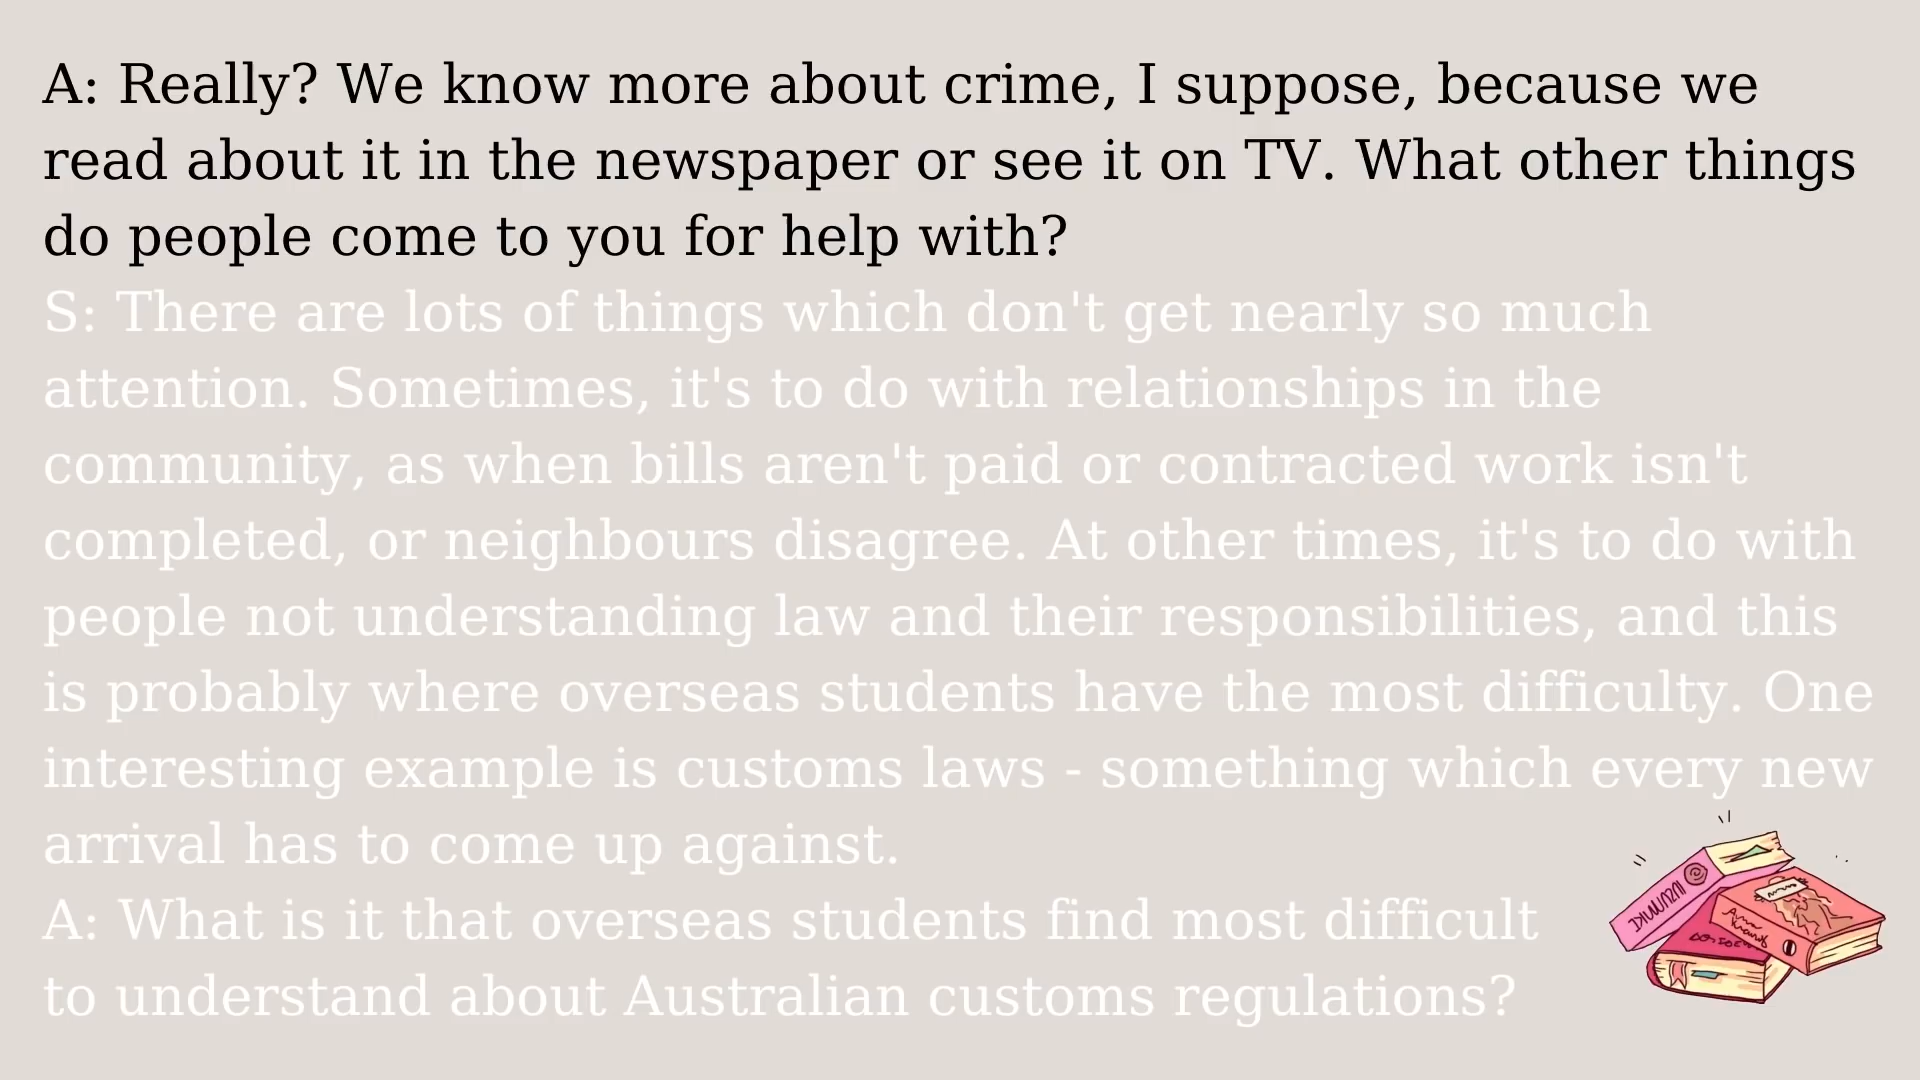 A: Really? We know more about crime, I suppose, because we
read about it in the newspaper or see it on TV. What other things
do people come to you for help with?
S: There are lots of things which don't get nearly so much
attention. Sometimes, it's to do with relationships in the
community, as when bills aren't paid or contracted work isn't
completed, or neighbours disagree. At other times, it's to do with
people not understanding law and their responsibilities, and this
is probably where overseas students have the most difficulty. One
interesting example is customs laws - something which every new
arrival has to come up against.
A: What is it that overseas students find most difficult
to understand about Australian customs regulations?